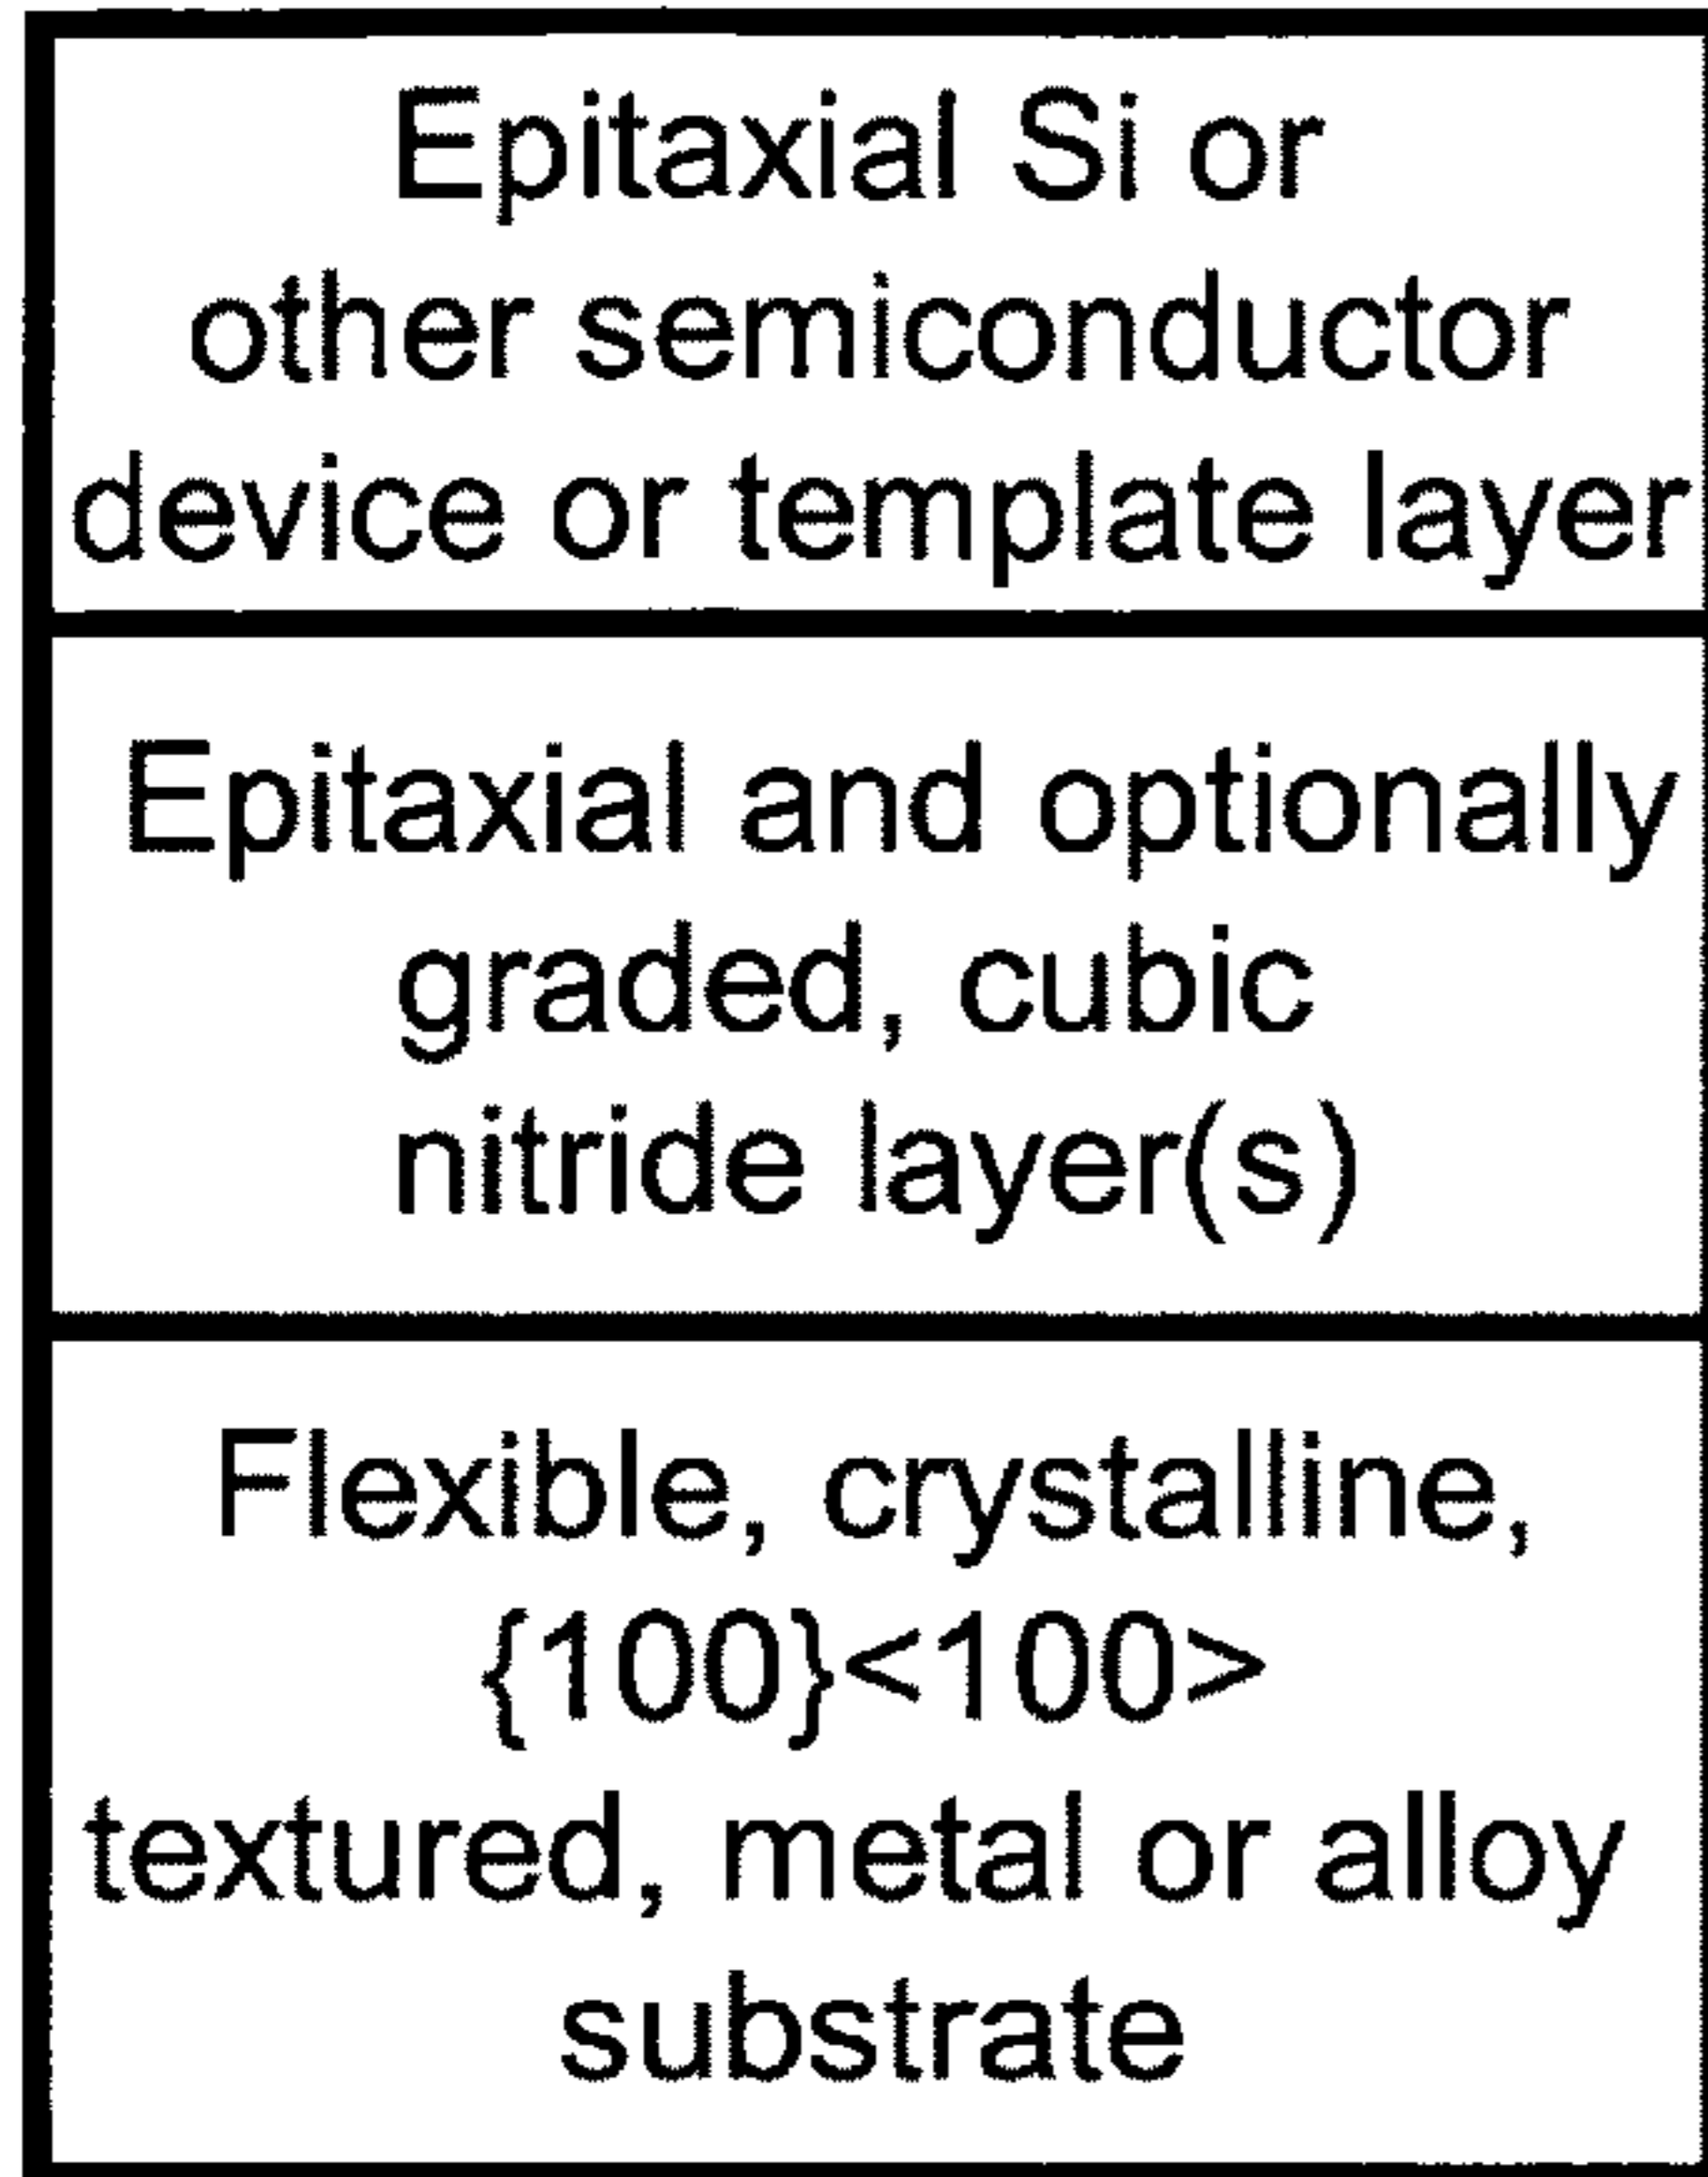 Epitaxial Si or
other semiconductor
device or template layer
Epitaxial and optionally
graded, cubic
nitride layer(s)
Flexible, crystalline,
{100}<100>
textured, metal or alloy
substrate